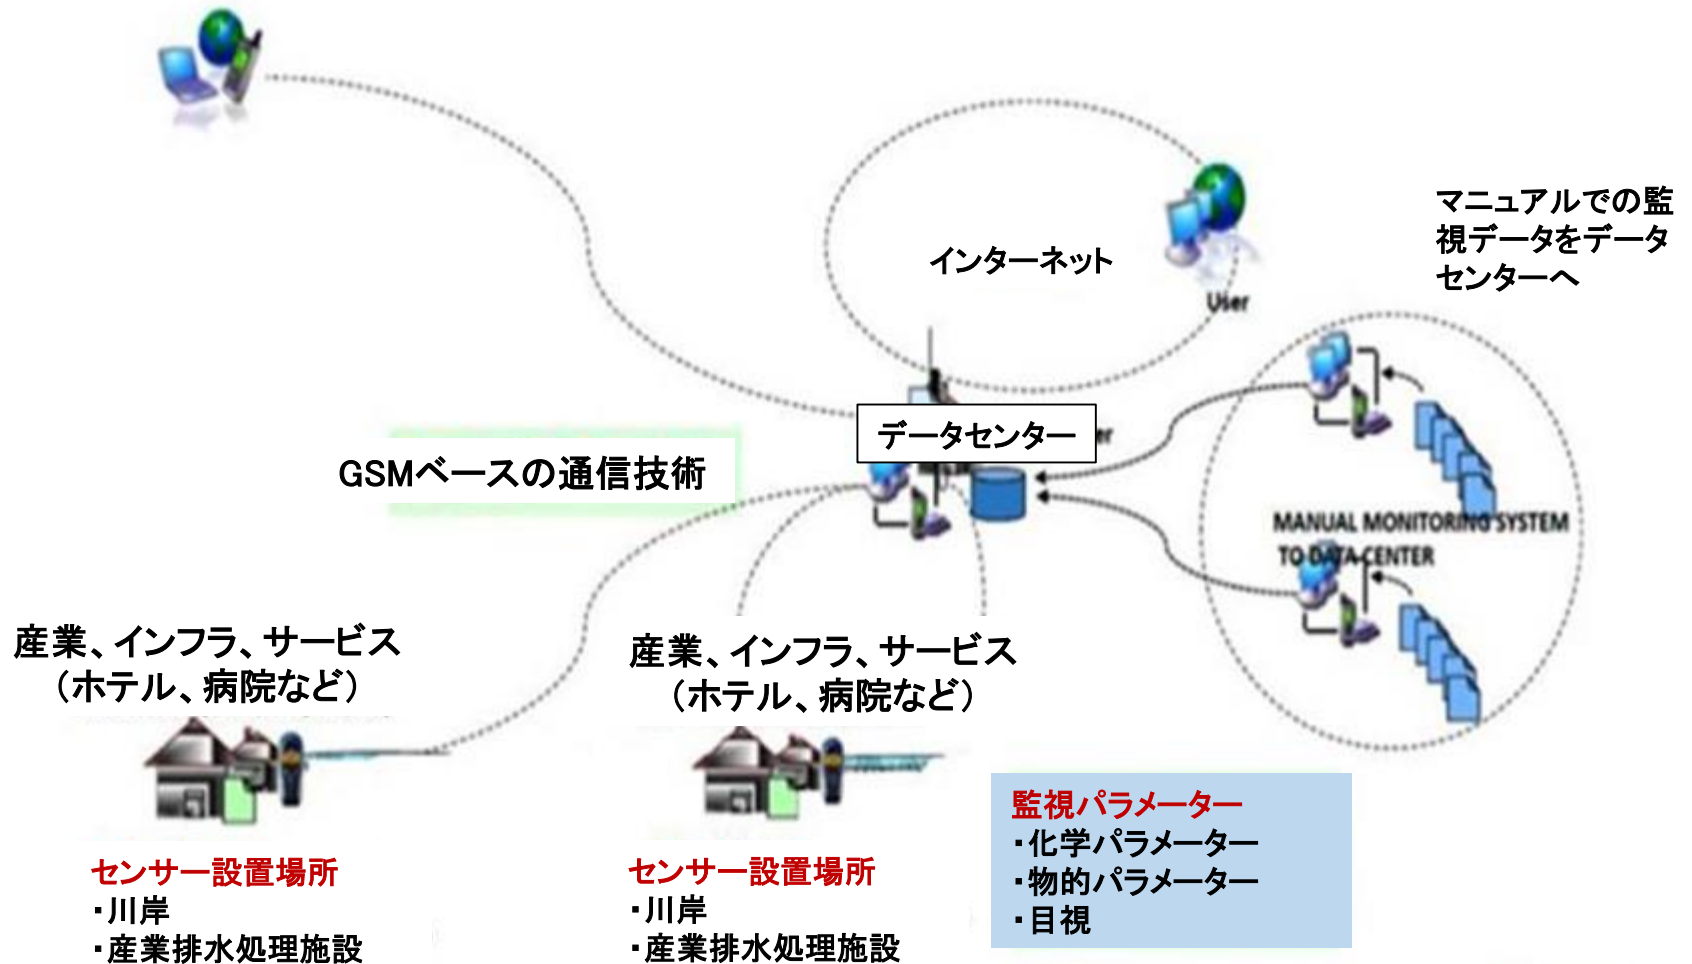 マニュアルでの監
視データをデータ
センターへ
インターネット
User
データセンター
er
GSMベースの通信技術
MANUAL MONITORING SYSTEM
TO DATA CENTER
産業、インフラ、サービス
（ホテル、病院など）
産業、インフラ、サービス
（ホテル、病院など）
センサー設置場所
・川岸
・産業排水処理施設
センサー設置場所
・川岸
・産業排水処理施設
監視パラメーター
・化学パラメーター
・物的パラメーター
・目視